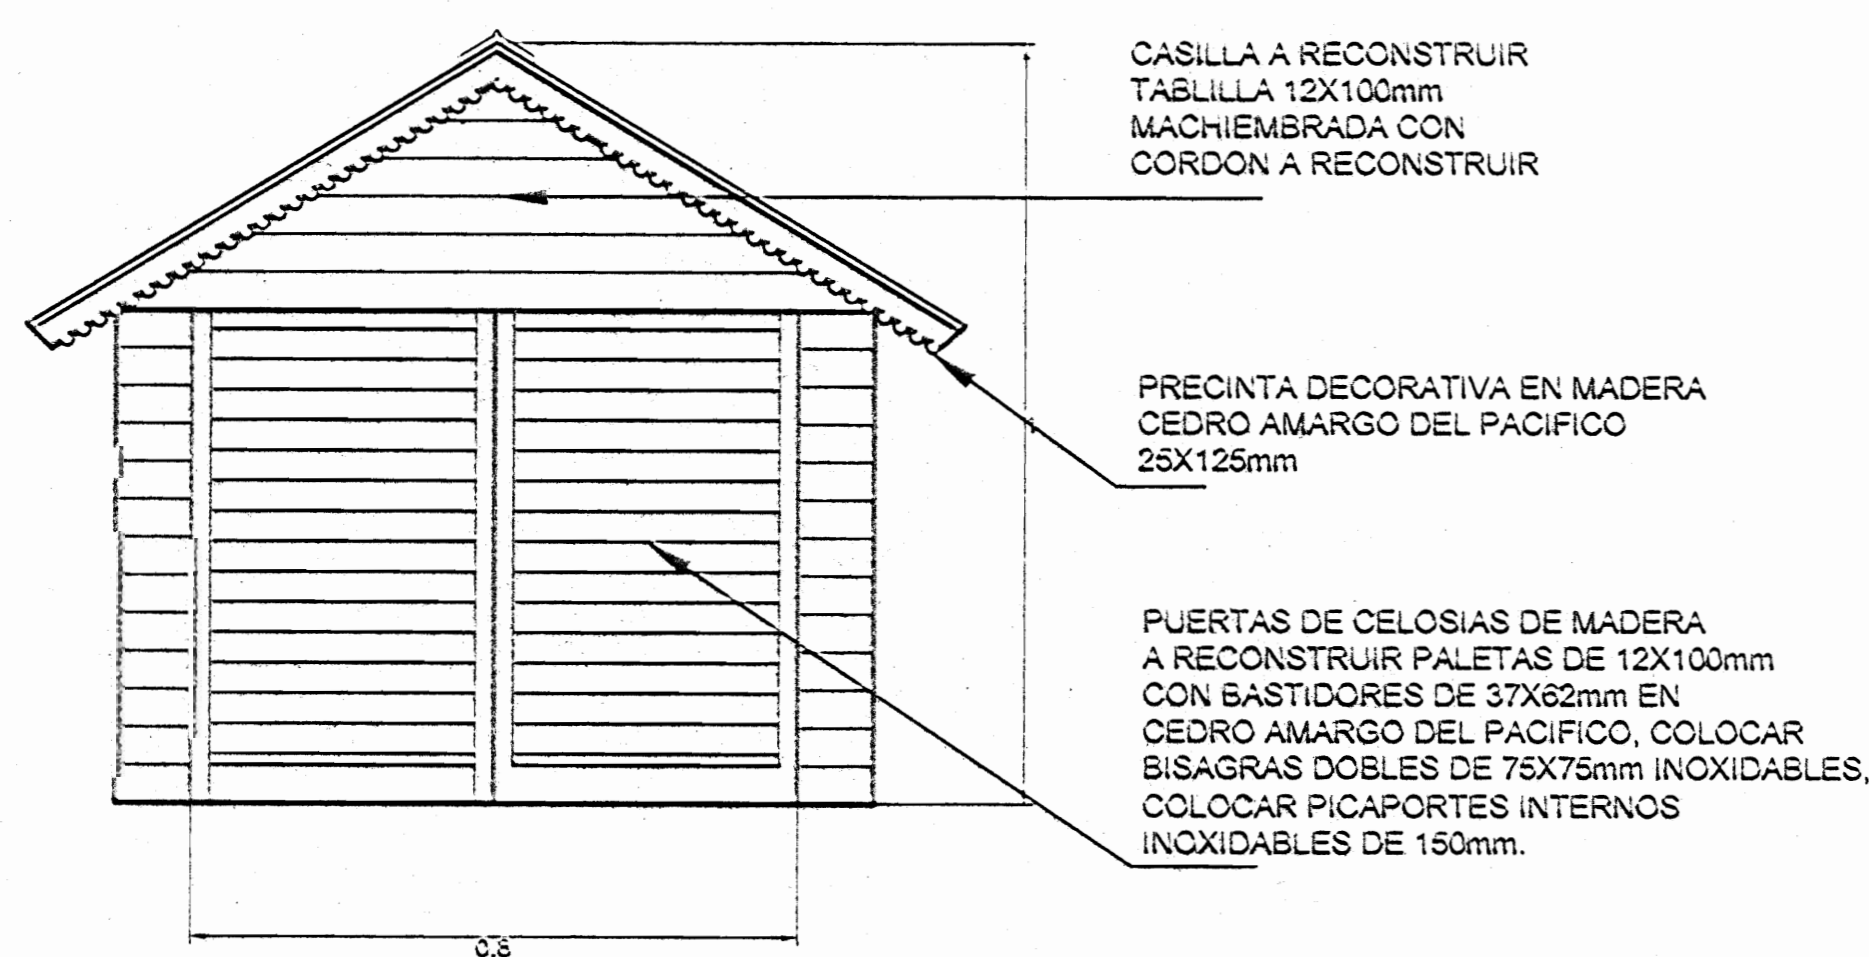 CASILLA A RECONSTRUIR
TABLILLA 12X100mm
MACHIEMBRADA CON
CORDON A RECONSTRUIR
PRECINTA DECORATIVA EN MADERA
CEDRO AMARGO DEL PACIFICO
25X125mm
PUERTAS DE CELOSIAS DE MADERA
A RECONSTRUIR PALETAS DE 12X100mm
CON BASTIDORES DE 37X62mm EN
CEDRO AMARGO DEL PACIFICO, COLOCAR
BISAGRAS DOBLES DE 75X75mm INOXIDABLES,
COLOCAR PICAPORTES INTERNOS
INOXIDABLES DE 150mm.
0.8